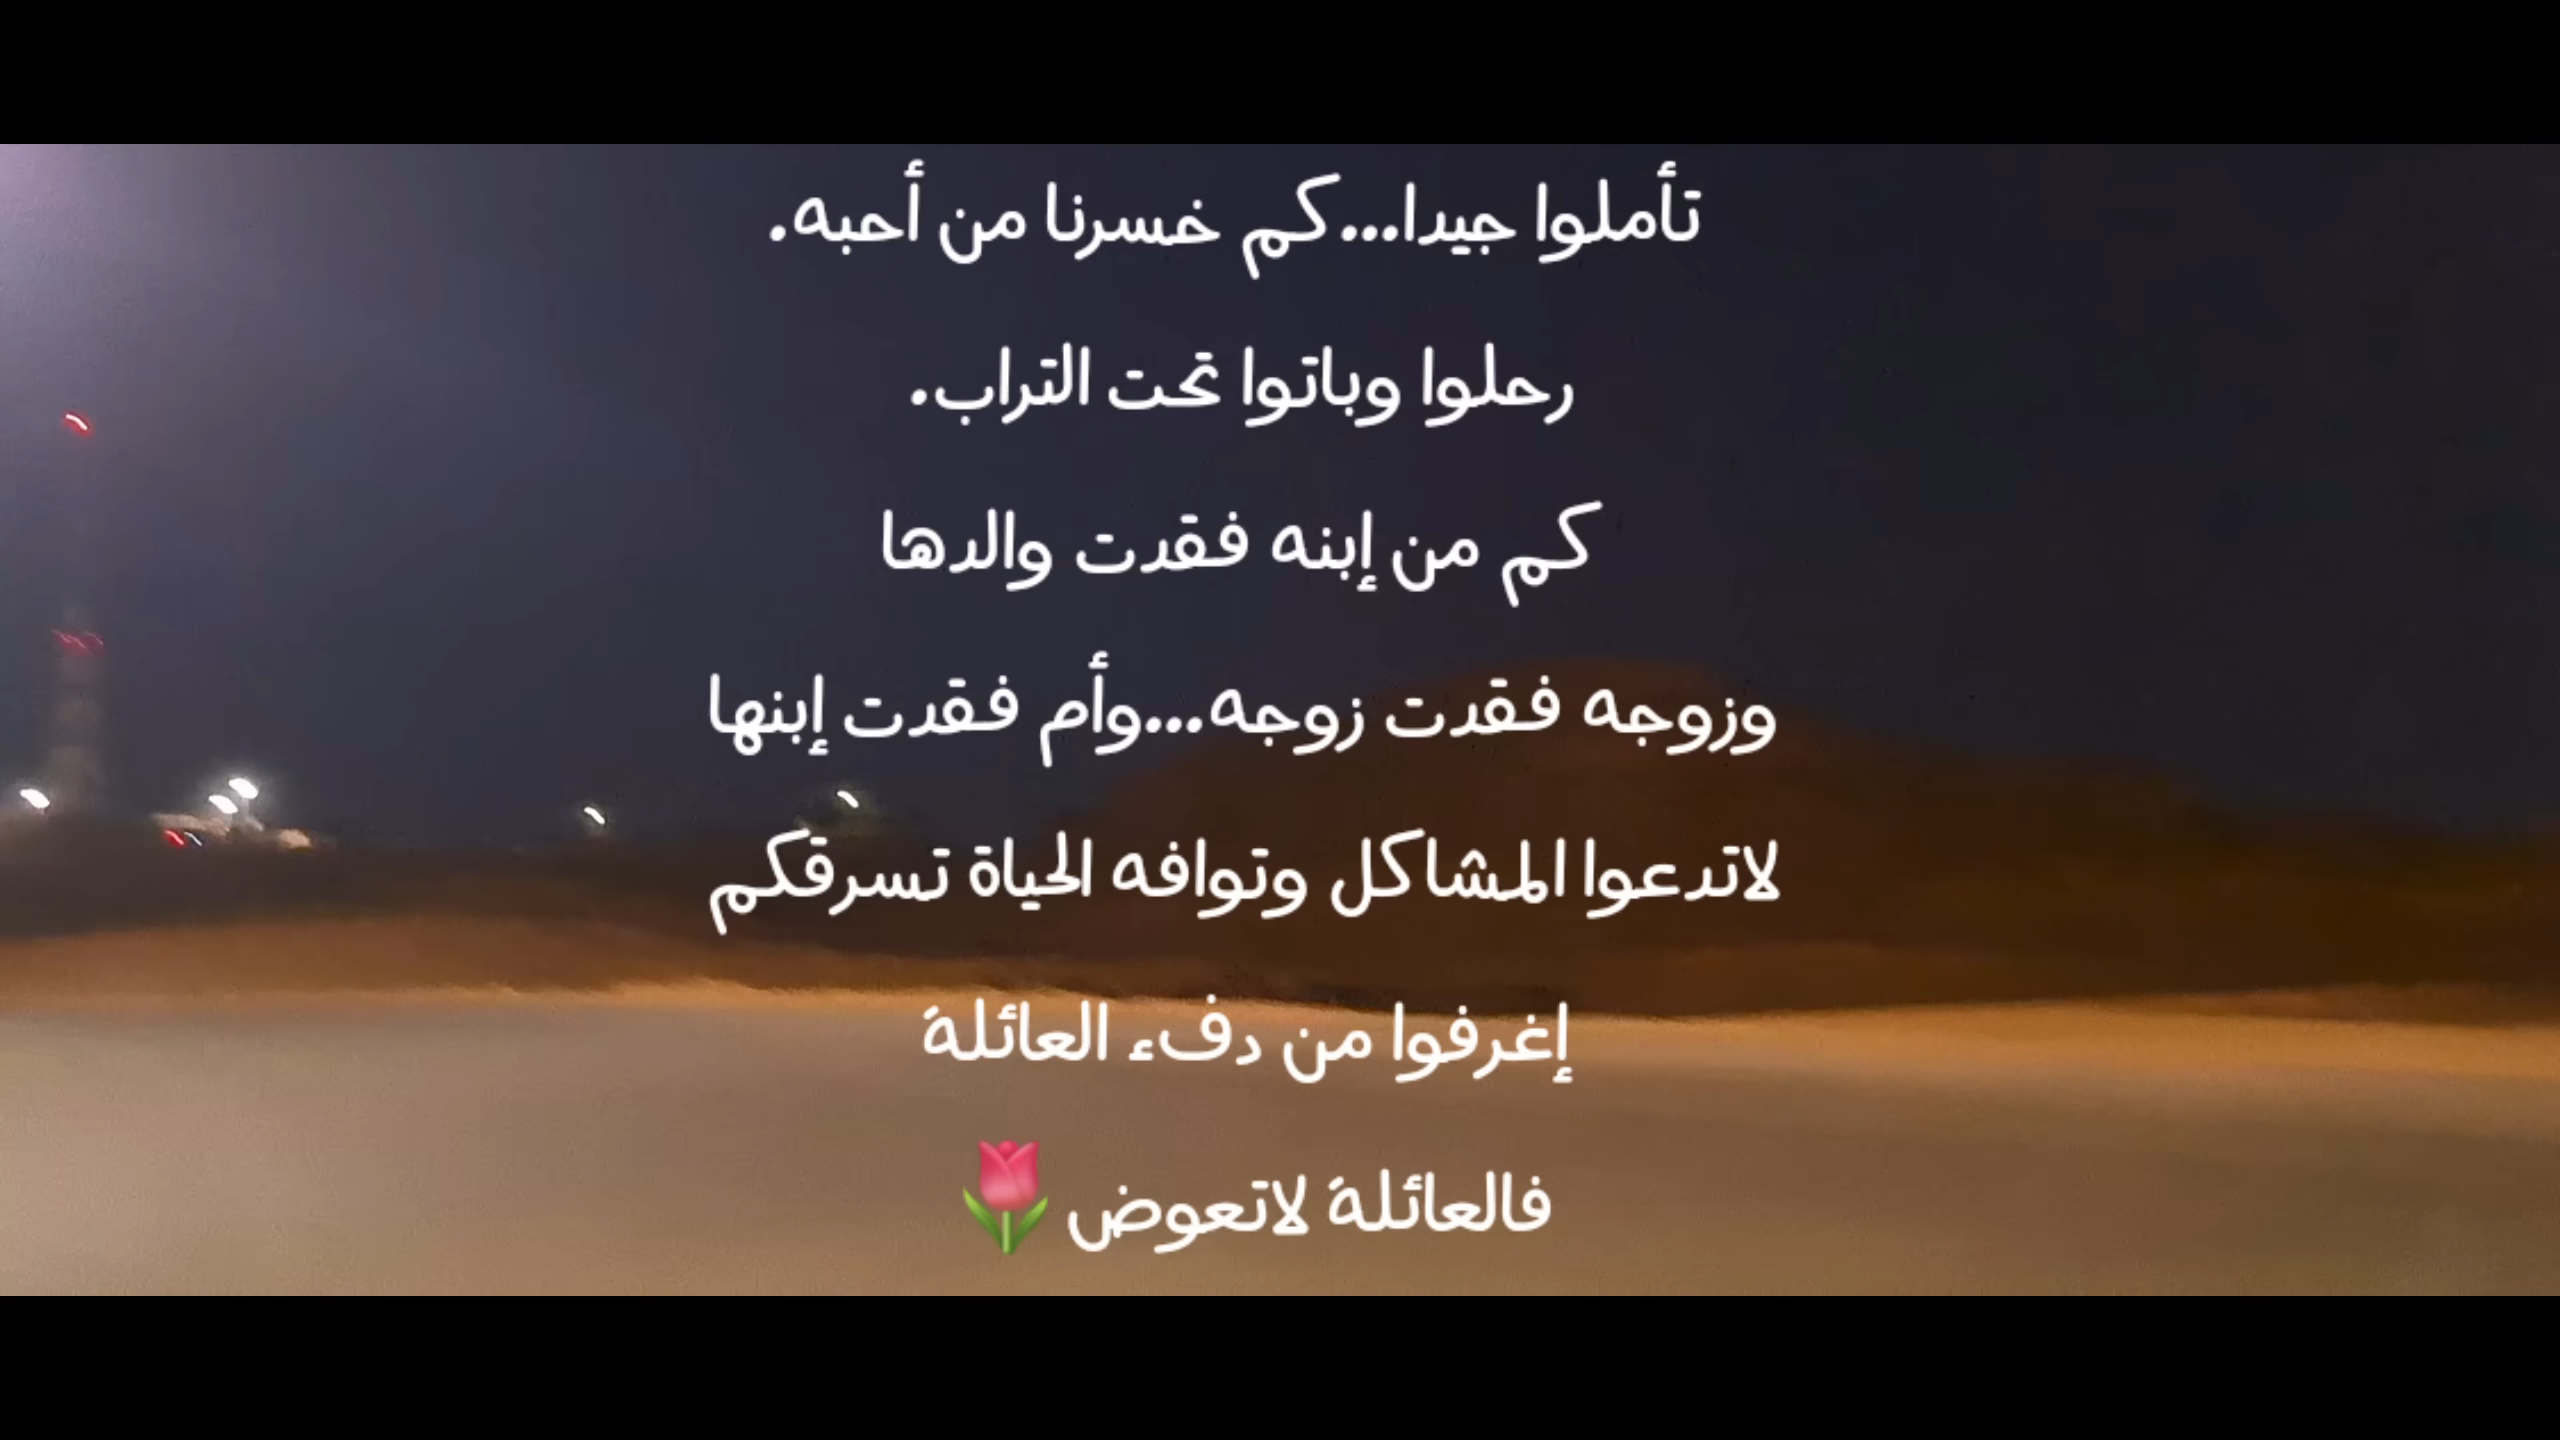 تأملوا جيدا...كم خسرنا من أحبه.
رحلوا وباتوا تحت التراب.
كم من إبنه فقدت والدها
وزوجه فقدت زوجه...وأم فقدت إبنها
لاتدعوا المشاكل وتوافه الحياة تسرقكم
إغرفوا من دفء العائلة
فالعائلة لاتعوض🌷